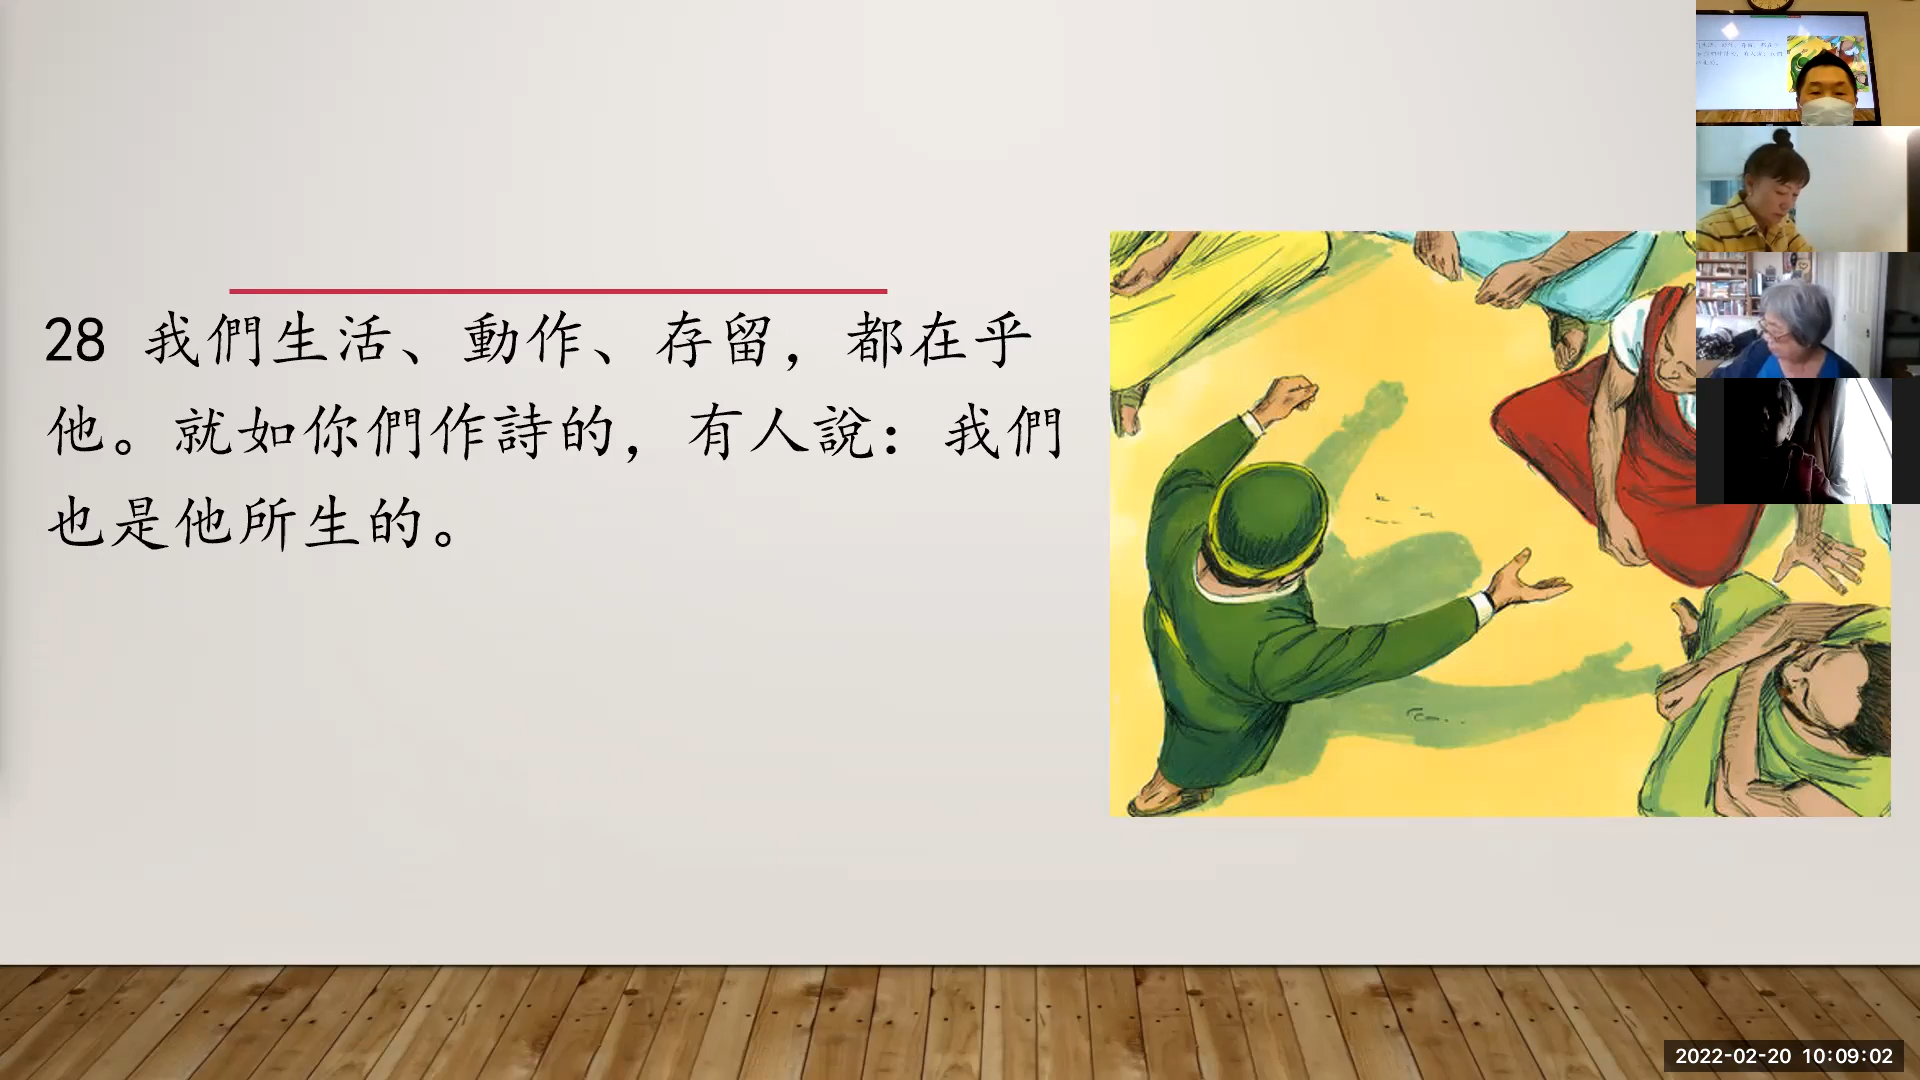 28 我們生活、動作、存留，都在乎
他。就如你們作詩的，有人說：我們
也是他所生的。
2022-02-20 10:09:02